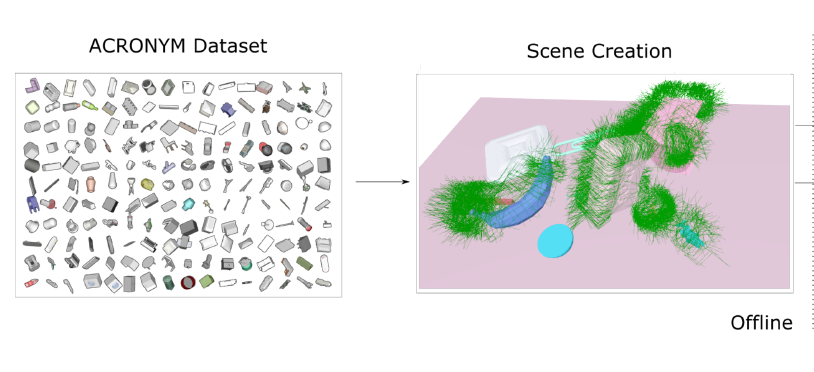 ACRONYM Dataset
Scene Creation
Offline